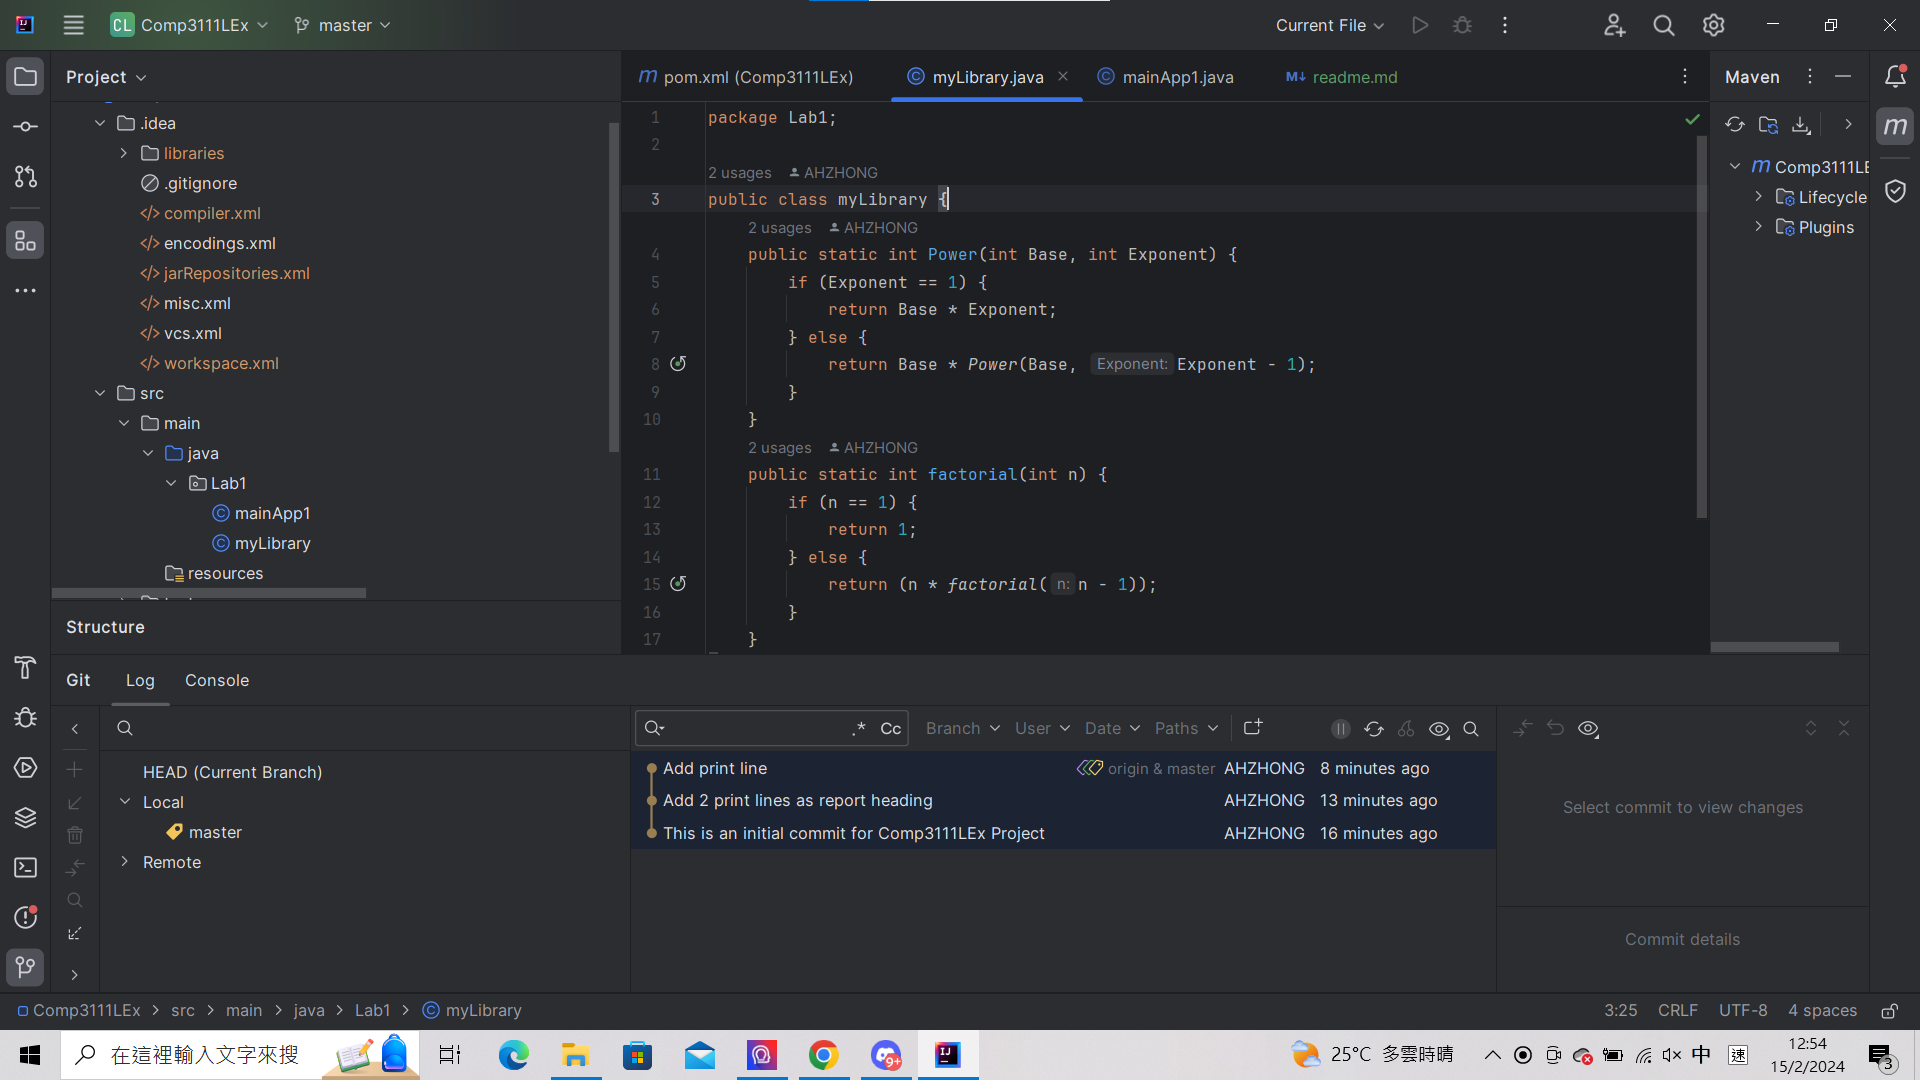 CL Comp3111LEx master Current File
Project
.idea
libraries
.gitignore
compiler.xml
encodings.xml
jarRepositories.xml
misc.xml
vcs.xml
workspace.xml
src
main
java
Lab1
mainApp1
myLibrary
resources
Structure
pom.xml (Comp3111LEx) myLibrary.java mainApp1.java readme.md
1 package Lab1;
2
2 usages AHZHONG
3 public class myLibrary {
2 usages AHZHONG
4 public static int Power(int Base, int Exponent) {
5 if (Exponent == 1) {
6 return Base * Exponent;
7 } else {
8 return Base * Power(Base, Exponent: Exponent - 1);
9 }
10 }
2 usages AHZHONG
11 public static int factorial(int n) {
12 if (n == 1) {
13 return 1;
14 } else {
15 return (n * factorial( n: n - 1));
16 }
17 }
Maven
Comp3111LE
Lifecycle
Plugins
Git Log Console
HEAD (Current Branch)
Local
master
Remote
.* Cc Branch User Date Paths
Add print line origin & master AHZHONG 8 minutes ago
Add 2 print lines as report heading AHZHONG 13 minutes ago
This is an initial commit for Comp3111LEx Project AHZHONG 16 minutes ago
Select commit to view changes
Commit details
Comp3111LEx > src > main > java > Lab1 > myLibrary
3:25 CRLF UTF-8 4 spaces
在這裡輸入文字來搜
9+
25°C 多雲時晴
中 速
12:54
15/2/2024
3